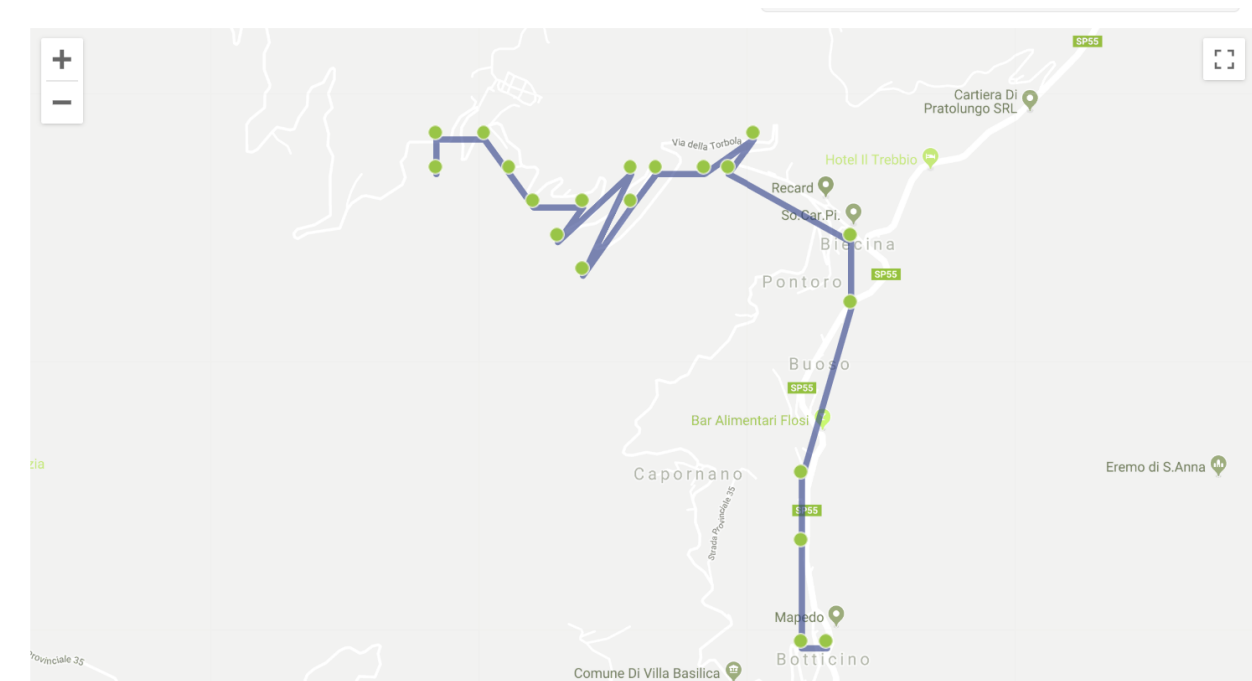 +
SP55
−
Cartiera Di
Pratolungo SRL
Via della Torbola
Hotel Il Trebbio
Recard
So.Car.Pi.
Biecina
SP55
Pontoro
Buoso
SP55
Bar Alimentari Flosi
zia
Eremo di S.Anna
Capornano
Strada Provinciale 35
SP55
Mapedo
Provinciale 35
Botticino
Comune Di Villa Basilica